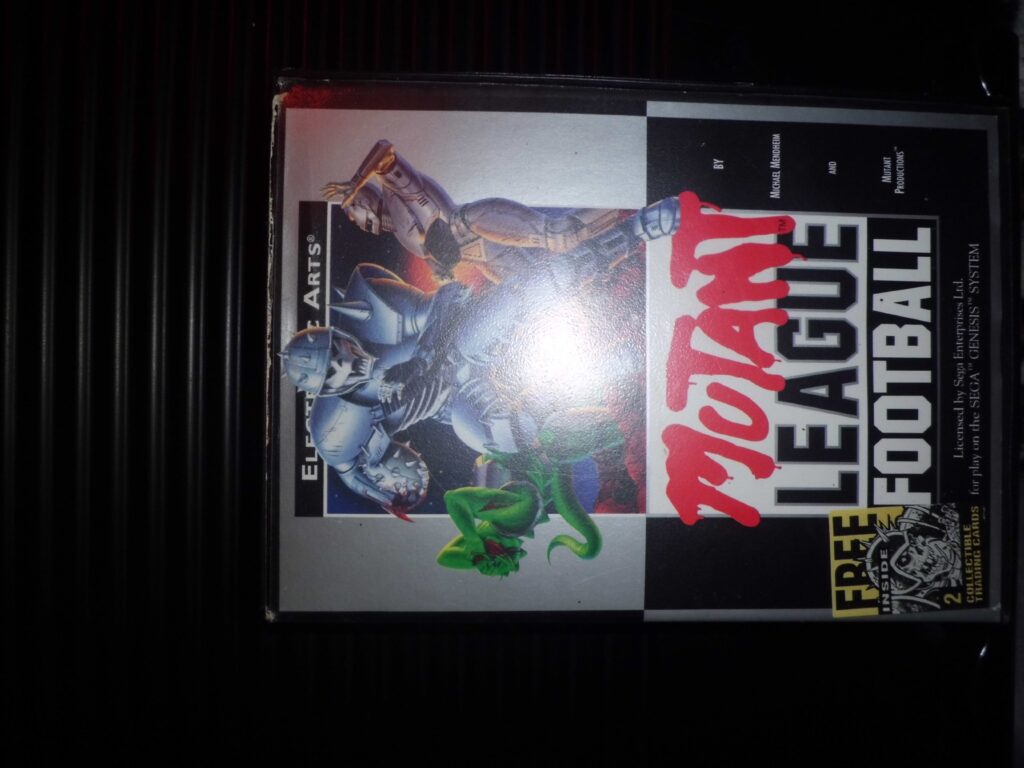 ELECTRONIC ARTS®
BY
MICHAEL MENDHEIM
AND
MUTANT
PRODUCTIONS™
MUTANT™
LEAGUE
FOOTBALL
FREE
INSIDE
2
COLLECTIBLE
TRADING CARDS
Licensed by Sega Enterprises Ltd.
for play on the SEGA™ GENESIS™ SYSTEM